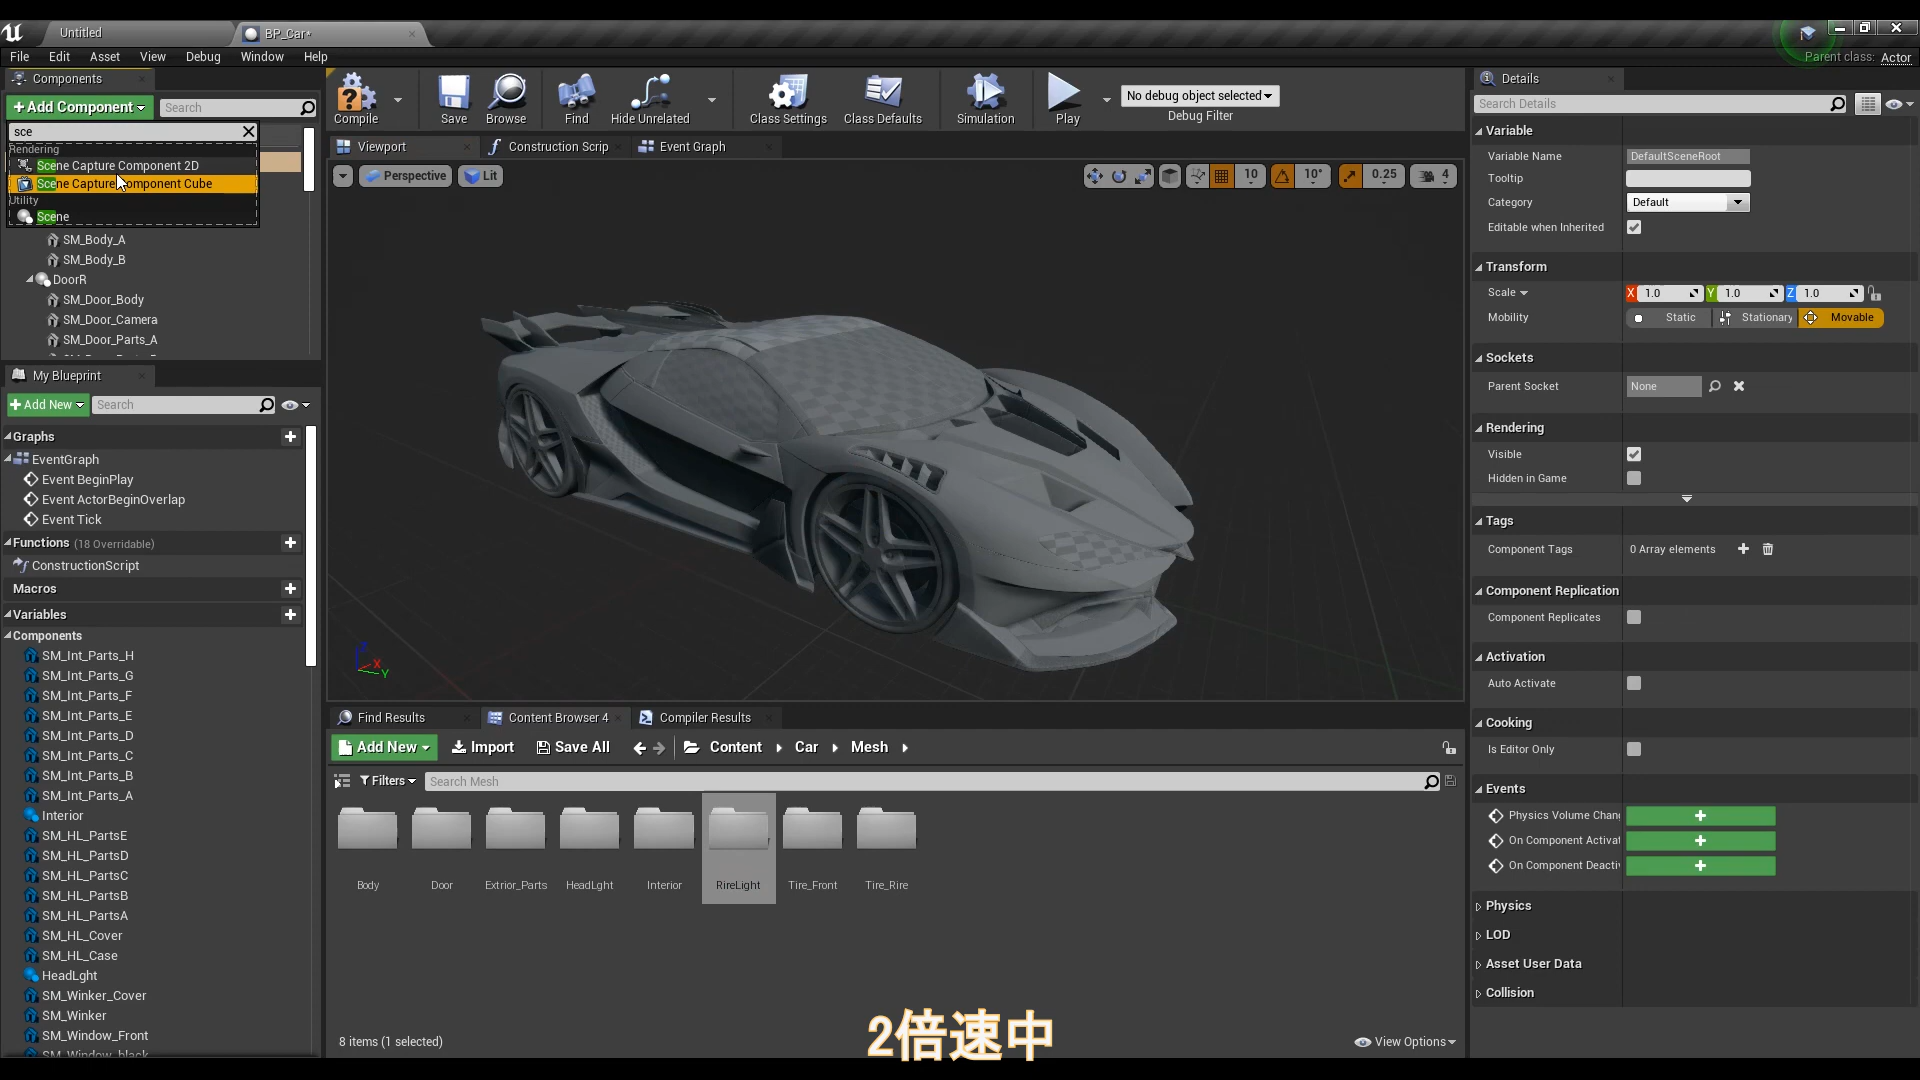 Untitled
BP_Car*
File Edit Asset View Debug Window Help
Parent class: Actor
Components
Add Component
Search
sce
Rendering
Scene Capture Component 2D
Scene Capture Component Cube
Utility
Scene
SM_Body_A
SM_Body_B
DoorR
SM_Door_Body
SM_Door_Camera
SM_Door_Parts_A
My Blueprint
Add New
Search
Graphs
EventGraph
Event BeginPlay
Event ActorBeginOverlap
Event Tick
Functions (18 Overridable)
ConstructionScript
Macros
Variables
Components
SM_Int_Parts_H
SM_Int_Parts_G
SM_Int_Parts_F
SM_Int_Parts_E
SM_Int_Parts_D
SM_Int_Parts_C
SM_Int_Parts_B
SM_Int_Parts_A
Interior
SM_HL_PartsE
SM_HL_PartsD
SM_HL_PartsC
SM_HL_PartsB
SM_HL_PartsA
SM_HL_Cover
SM_HL_Case
HeadLght
SM_Winker_Cover
SM_Winker
SM_Window_Front
SM_Window_black
Compile Save Browse Find Hide Unrelated Class Settings Class Defaults Simulation Play
No debug object selected
Debug Filter
Viewport Construction Scrip Event Graph
Perspective Lit
10 10° 0.25 4
Z X Y
Find Results Content Browser 4 Compiler Results
Add New Import Save All Content Car Mesh
Filters Search Mesh
Body Door Extrior_Parts HeadLght Interior RireLight Tire_Front Tire_Rire
8 items (1 selected)
View Options
2倍速中
Details
Search Details
Variable
Variable Name DefaultSceneRoot
Tooltip
Category Default
Editable when Inherited
Transform
Scale X 1.0 Y 1.0 Z 1.0
Mobility Static Stationary Movable
Sockets
Parent Socket None
Rendering
Visible
Hidden in Game
Tags
Component Tags 0 Array elements
Component Replication
Component Replicates
Activation
Auto Activate
Cooking
Is Editor Only
Events
Physics Volume Chan
On Component Activa
On Component Deacti
Physics
LOD
Asset User Data
Collision